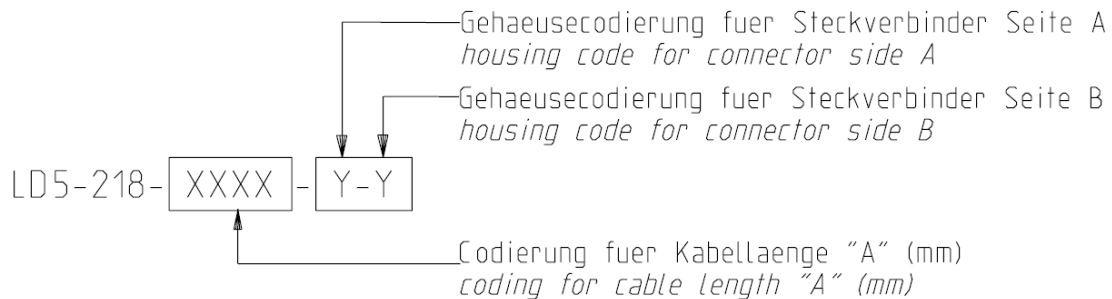 Gehaeusecodierung fuer Steckverbinder Seite A
housing code for connector side A
Gehaeusecodierung fuer Steckverbinder Seite B
housing code for connector side B
LD5-218-XXXX-Y-Y
Codierung fuer Kabellaenge "A" (mm)
coding for cable length "A" (mm)